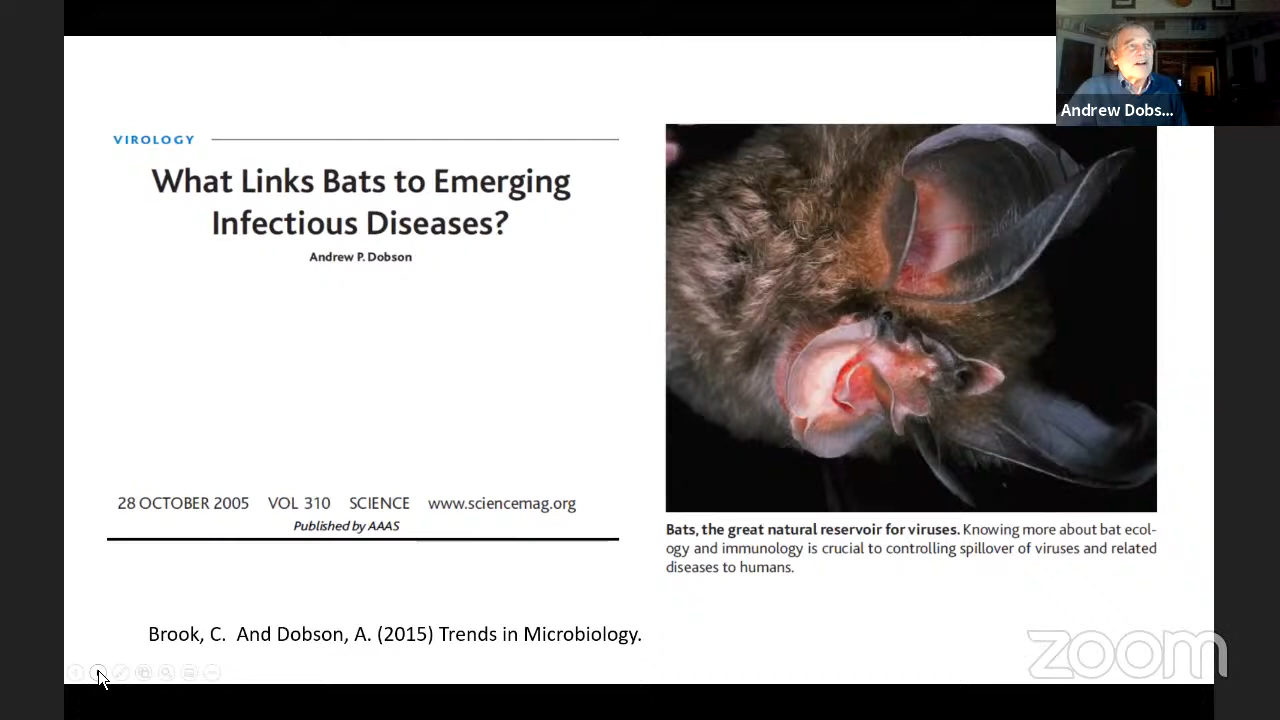 Andrew Dobs...
VIROLOGY
What Links Bats to Emerging
Infectious Diseases?
Andrew P. Dobson
28 OCTOBER 2005 VOL 310 SCIENCE www.sciencemag.org
Published by AAAS
Bats, the great natural reservoir for viruses. Knowing more about bat ecol-
ogy and immunology is crucial to controlling spillover of viruses and related
diseases to humans.
Brook, C. And Dobson, A. (2015) Trends in Microbiology.
zoom